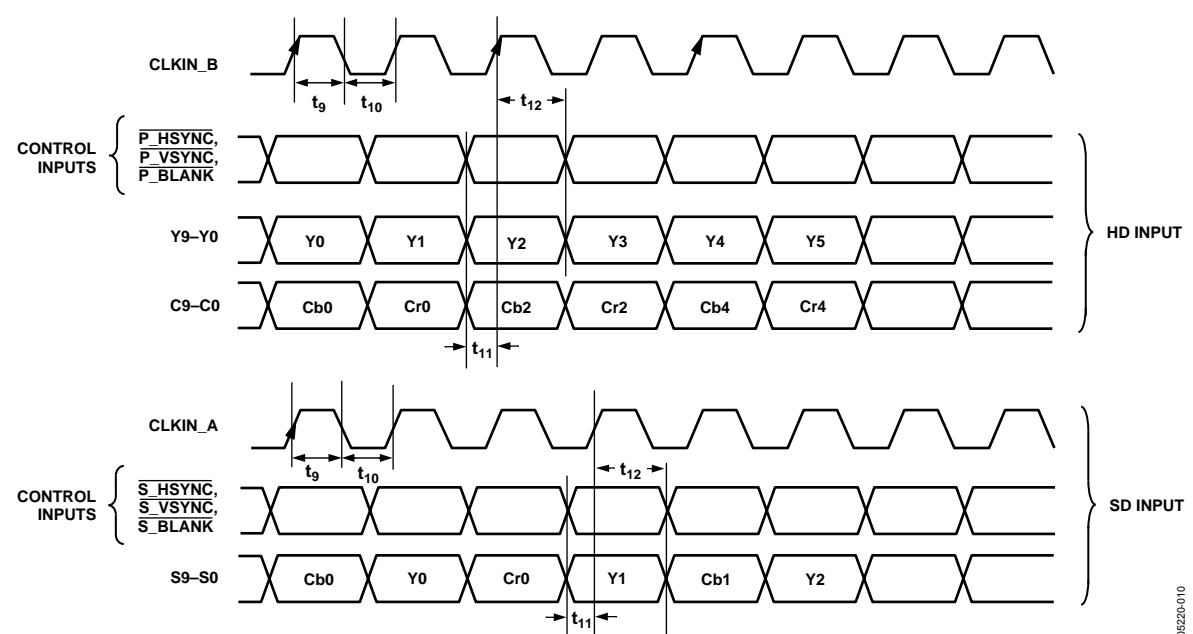 CLKIN_B
t9 t10 t12
CONTROL INPUTS
P_HSYNC,
P_VSYNC,
P_BLANK
Y9–Y0 Y0 Y1 Y2 Y3 Y4 Y5
HD INPUT
C9–C0 Cb0 Cr0 Cb2 Cr2 Cb4 Cr4
t11
CLKIN_A
t9 t10 t12
CONTROL INPUTS
S_HSYNC,
S_VSYNC,
S_BLANK
SD INPUT
S9–S0 Cb0 Y0 Cr0 Y1 Cb1 Y2
t11
05220-010